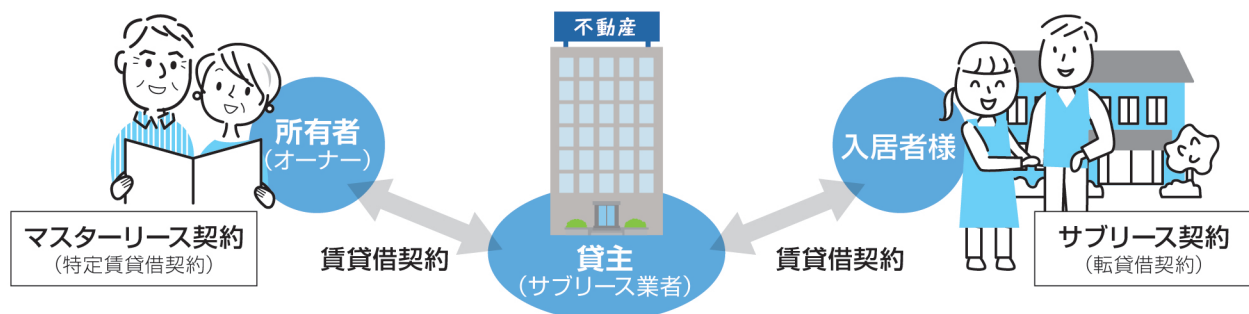 不動産
所有者
(オーナー)
入居者様
マスターリース契約
(特定賃貸借契約)
賃貸借契約
貸主
(サブリース業者)
賃貸借契約
サブリース契約
(転貸借契約)